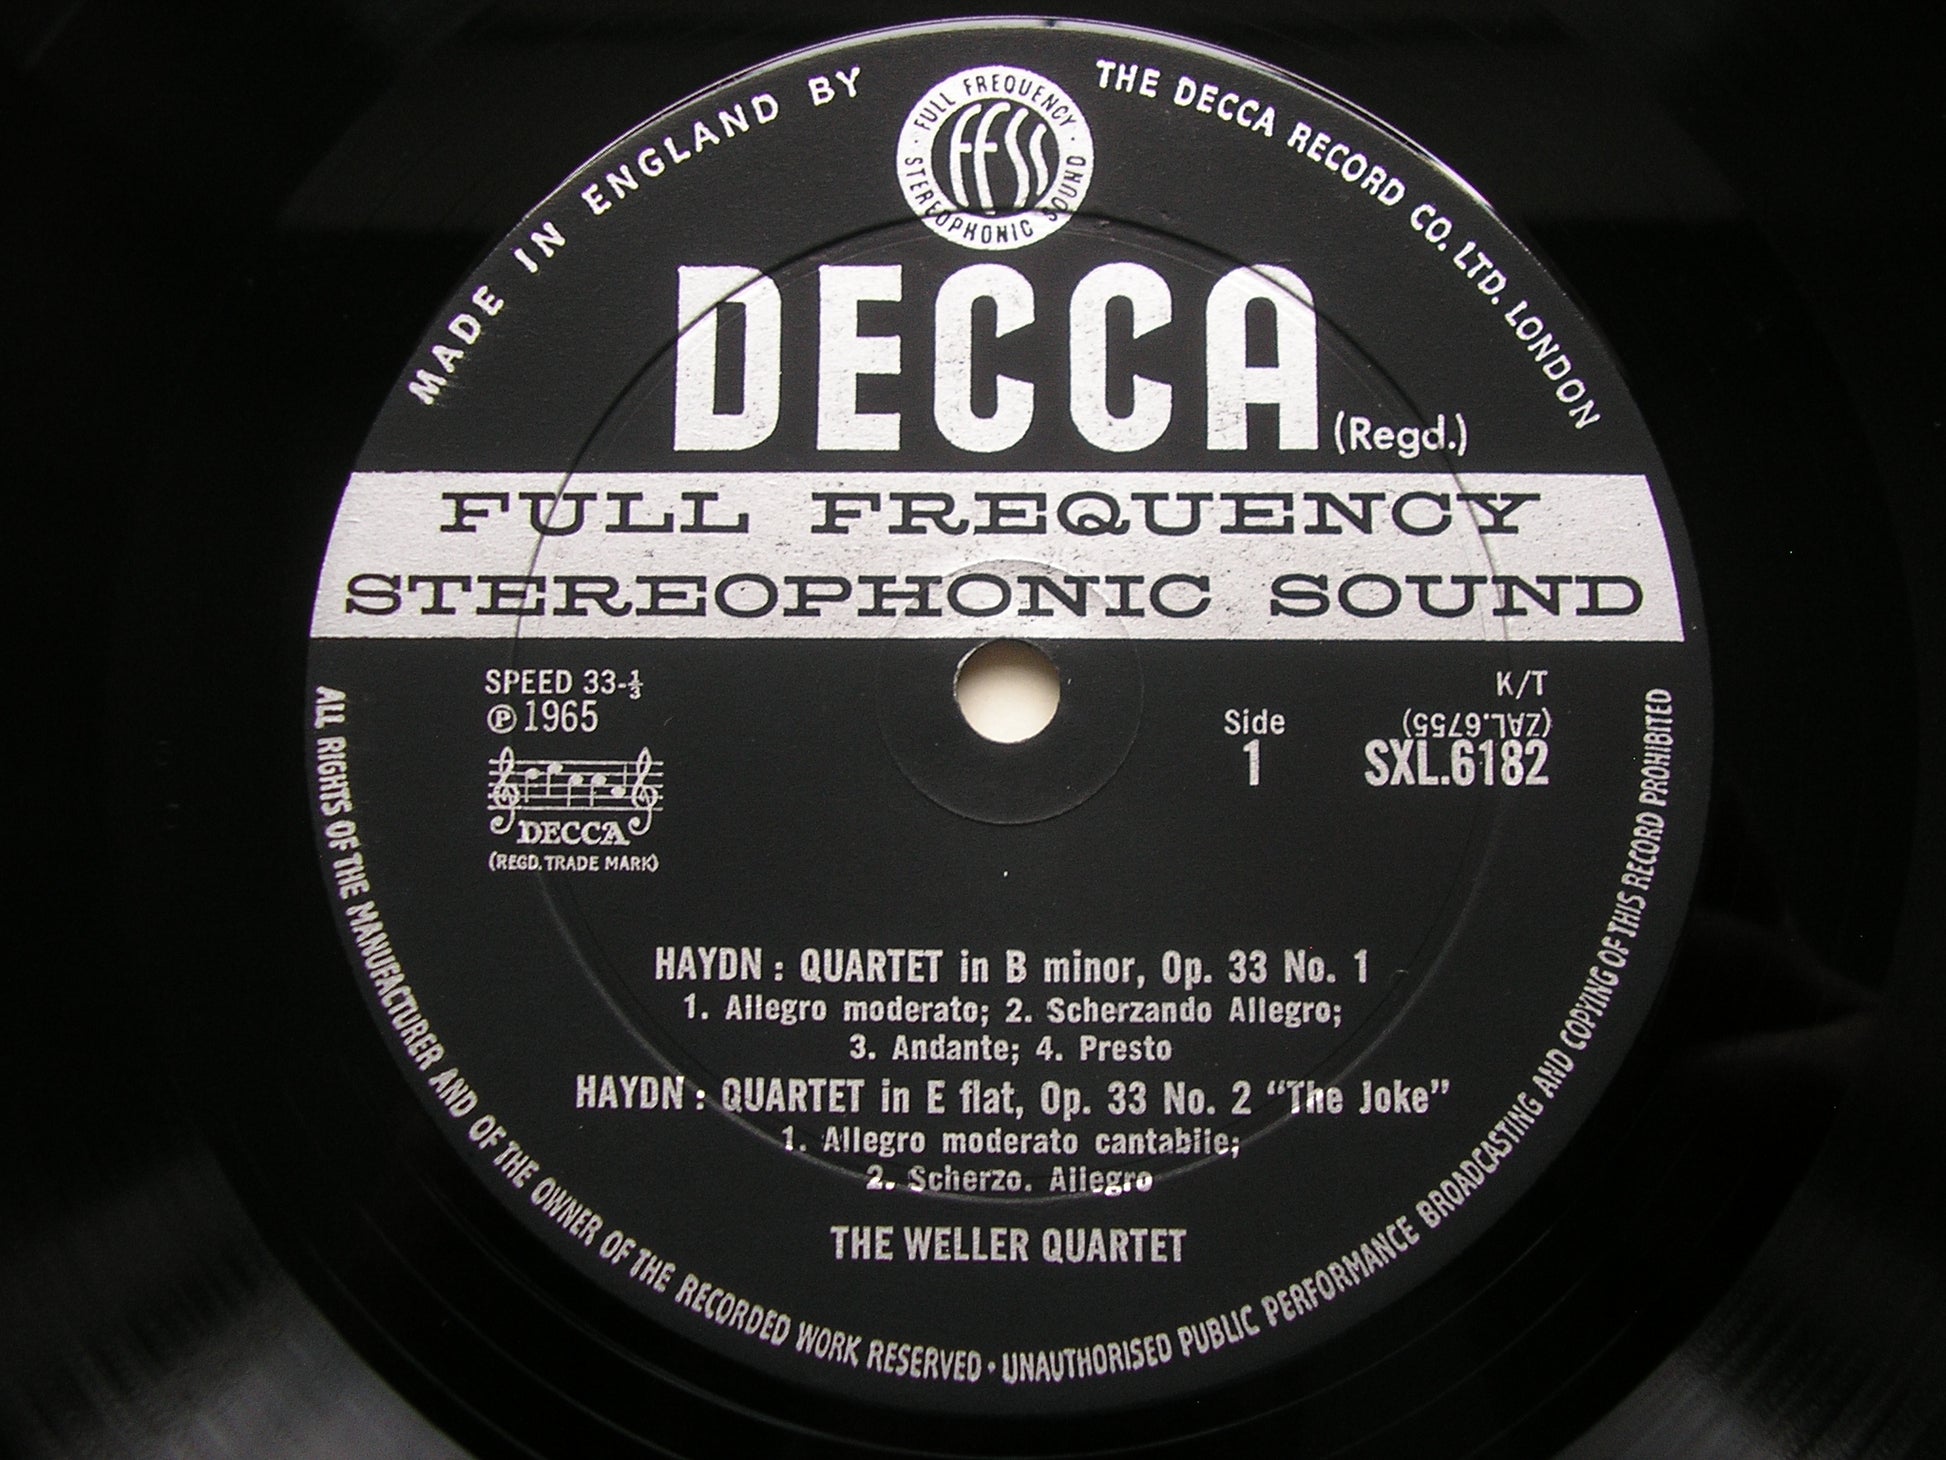 MADE IN ENGLAND BY
THE DECCA RECORD CO. LTD. LONDON
FULL FREQUENCY
STEREOPHONIC SOUND
FFSS
DECCA (Regd.)
FULL FREQUENCY
STEREOPHONIC SOUND
SPEED 33-⅓
℗ 1965
DECCA
(REGD. TRADE MARK)
Side
1
K/T
(ZAL.6755)
SXL.6182
HAYDN : QUARTET in B minor, Op. 33 No. 1
1. Allegro moderato; 2. Scherzando Allegro;
3. Andante; 4. Presto
HAYDN : QUARTET in E flat, Op. 33 No. 2 “The Joke”
1. Allegro moderato cantabile;
2. Scherzo. Allegro
THE WELLER QUARTET
ALL RIGHTS OF THE MANUFACTURER AND OF THE OWNER OF THE RECORDED WORK RESERVED · UNAUTHORISED PUBLIC PERFORMANCE BROADCASTING AND COPYING OF THIS RECORD PROHIBITED